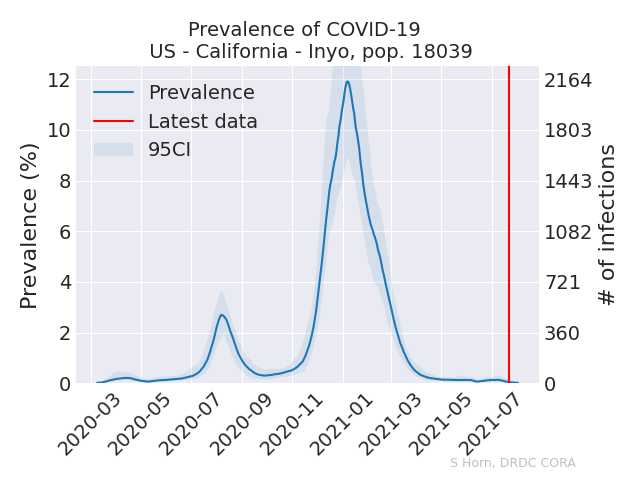 Prevalence of COVID-19
US - California - Inyo, pop. 18039
Prevalence
Latest data
95CI
Prevalence (%)
12
10
8
6
4
2
0
2164
1803
1443
1082
721
360
0
# of infections
2020-03
2020-05
2020-07
2020-09
2020-11
2021-01
2021-03
2021-05
2021-07
S Horn, DRDC CORA